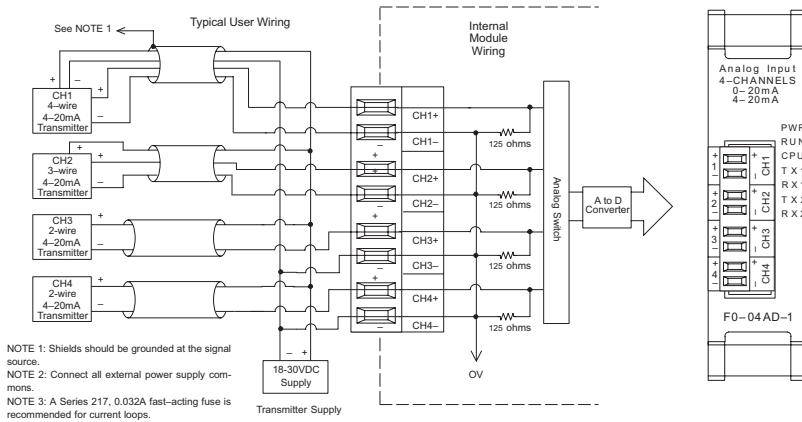 See NOTE 1
Typical User Wiring
Internal
Module
Wiring
+ – +
CH1
4–wire
4–20mA
Transmitter
–
+
CH2
3–wire
4–20mA
Transmitter
+
–
CH3
2-wire
4–20mA
Transmitter
+
–
CH4
2-wire
4–20mA
Transmitter
+
–
CH1+
–
CH1–
125 ohms
+
+
CH2+
–
CH2–
125 ohms
+
CH3+
–
CH3–
125 ohms
+
CH4+
–
CH4–
125 ohms
Analog Switch
A to D
Converter
OV
– +
18-30VDC
Supply
Transmitter Supply
NOTE 1: Shields should be grounded at the signal
source.
NOTE 2: Connect all external power supply com-
mons.
NOTE 3: A Series 217, 0.032A fast–acting fuse is
recommended for current loops.
Analog Input
4–CHANNELS
0–20mA
4–20mA
PWR
RUN
CPU
TX1
RX1
TX2
RX2
+ 1 –
+ – CH1
+ 2 –
+ – CH2
+ 3 –
+ – CH3
+ 4 –
+ – CH4
F0–04AD–1